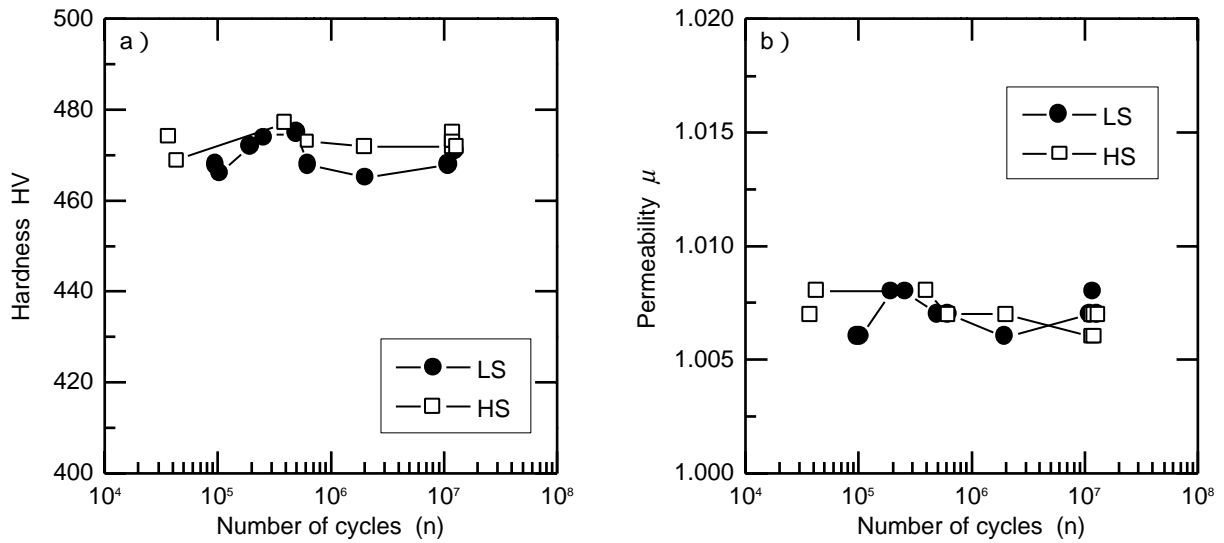 a )
500
480
460
440
420
400
Hardness HV
LS
HS
10⁴ 10⁵ 10⁶ 10⁷ 10⁸
Number of cycles (n)
b )
1.020
1.015
1.010
1.005
1.000
Permeability μ
LS
HS
10⁴ 10⁵ 10⁶ 10⁷ 10⁸
Number of cycles (n)